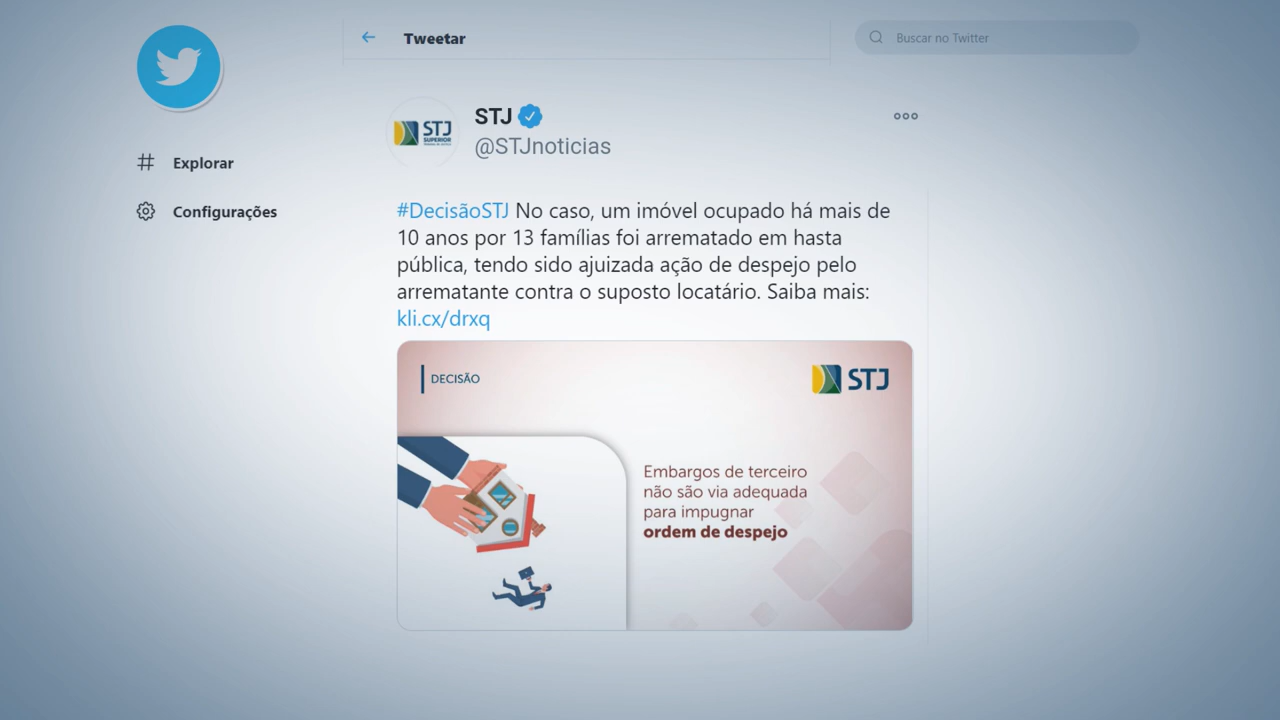 Tweetar
Buscar no Twitter
Explorar
Configurações
STJ
SUPERIOR
STJ
@STJnoticias
#DecisãoSTJ No caso, um imóvel ocupado há mais de
10 anos por 13 famílias foi arrematado em hasta
pública, tendo sido ajuizada ação de despejo pelo
arrematante contra o suposto locatário. Saiba mais:
kli.cx/drxq
DECISÃO
STJ
Embargos de terceiro
não são via adequada
para impugnar
ordem de despejo